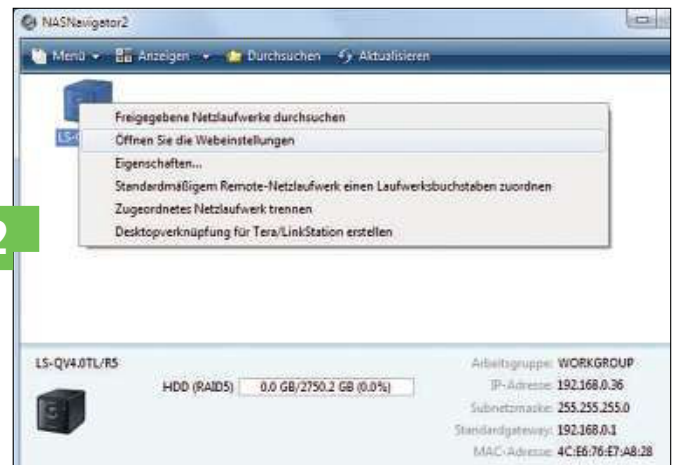 NASNavigator2
Menü Anzeigen Durchsuchen Aktualisieren
Freigegebene Netzlaufwerke durchsuchen
Öffnen Sie die Webeinstellungen
Eigenschaften...
Standardmäßigem Remote-Netzlaufwerk einen Laufwerksbuchstaben zuordnen
Zugeordnetes Netzlaufwerk trennen
Desktopverknüpfung für Tera/LinkStation erstellen
2
LS-QV4.0TL/R5
HDD (RAID5) 0.0 GB/2750.2 GB (0.0%)
Arbeitsgruppe: WORKGROUP
IP-Adresse: 192.168.0.36
Subnetzmaske: 255.255.255.0
Standardgateway: 192.168.0.1
MAC-Adresse: 4C:E6:76:E7:A8:28